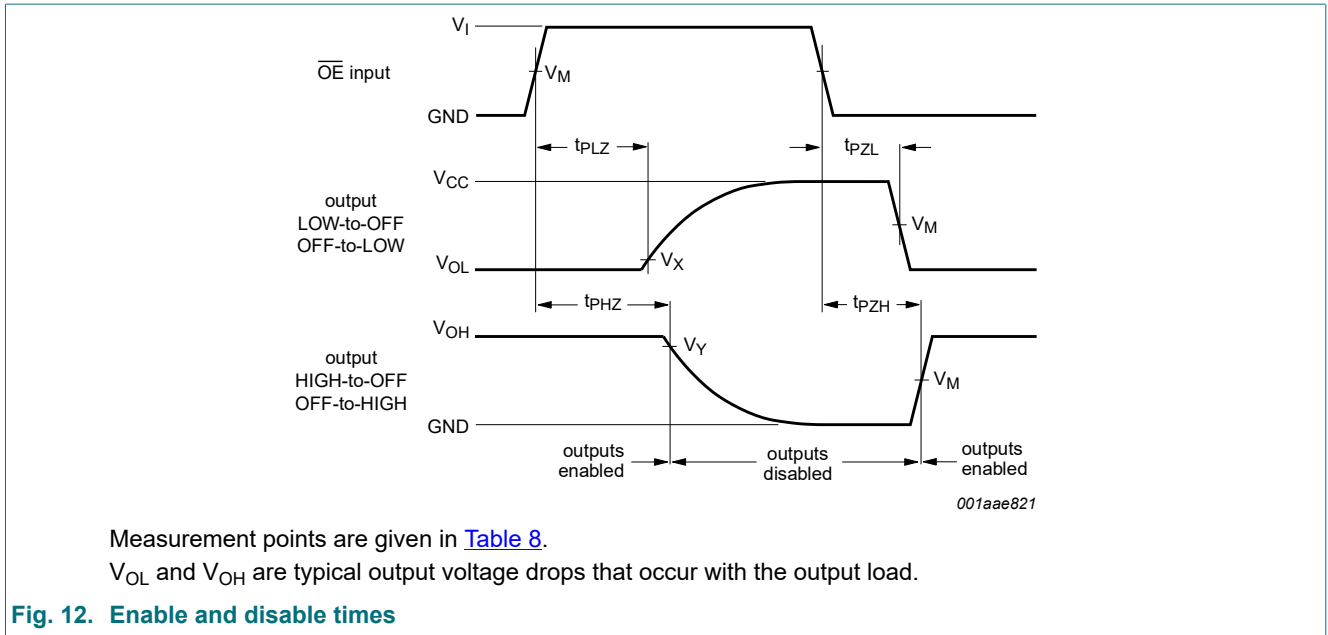 V_I
OE input
V_M
GND
t_PLZ
t_PZL
V_CC
output
LOW-to-OFF
OFF-to-LOW
V_M
V_OL
V_X
t_PHZ
t_PZH
V_OH
V_Y
output
HIGH-to-OFF
OFF-to-HIGH
V_M
GND
outputs
enabled
outputs
disabled
outputs
enabled
001aae821
Measurement points are given in Table 8.
V_OL and V_OH are typical output voltage drops that occur with the output load.
Fig. 12. Enable and disable times